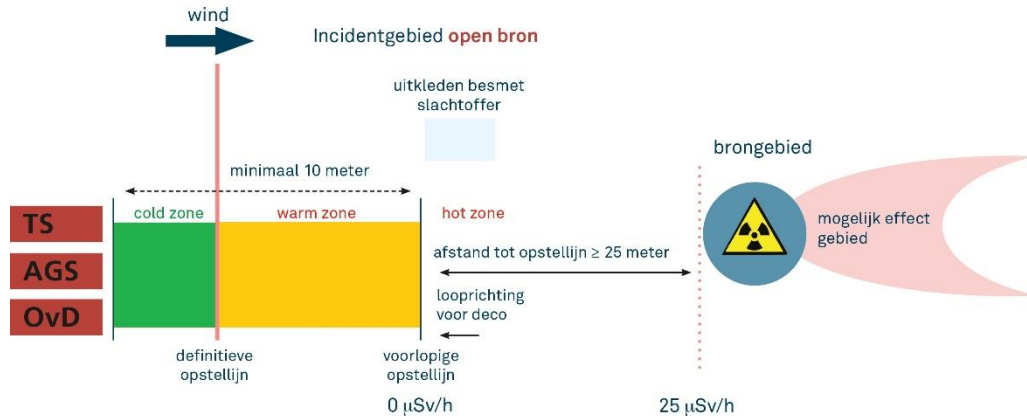 wind
Incidentgebied open bron
uitkleden besmet
slachtoffer
brongebied
minimaal 10 meter
TS
cold zone
warm zone
hot zone
mogelijk effect
gebied
AGS
afstand tot opstellijn ≥ 25 meter
OvD
looprichting
voor deco
definitieve
opstellijn
voorlopige
opstellijn
0 μSv/h
25 μSv/h